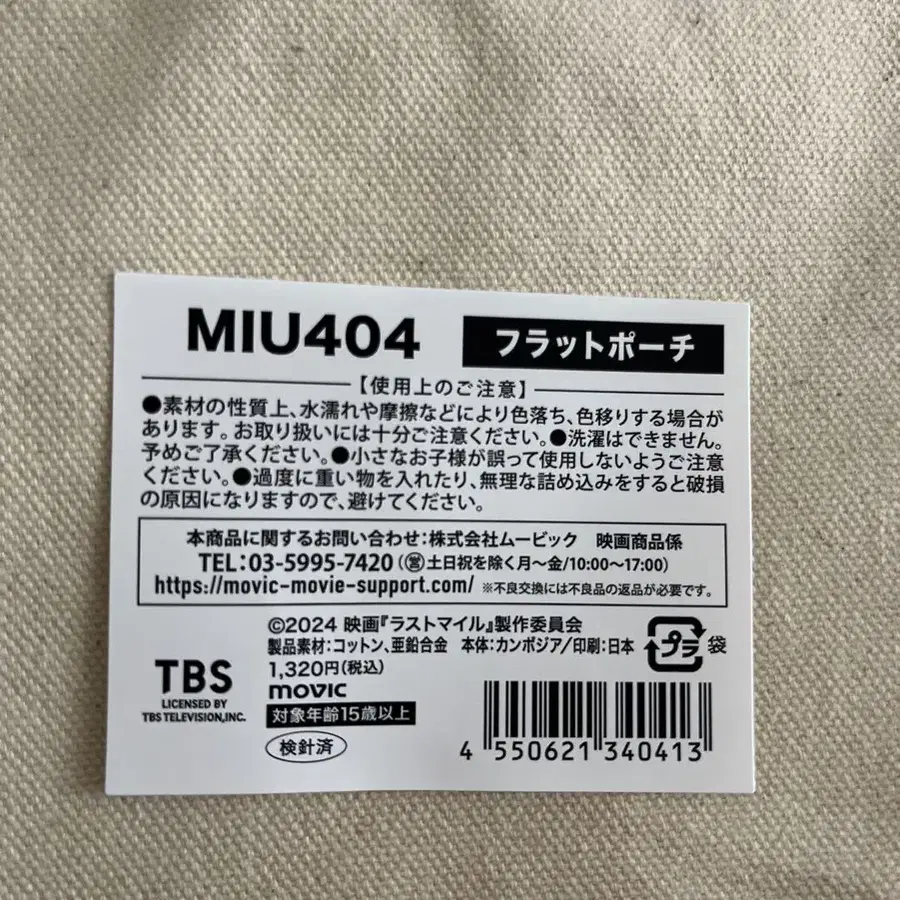 MIU404 フラットポーチ
【使用上のご注意】
●素材の性質上、水濡れや摩擦などにより色落ち、色移りする場合が
あります。お取り扱いには十分ご注意ください。●洗濯はできません。
予めご了承ください。●小さなお子様が誤って使用しないようご注意
ください。●過度に重い物を入れたり、無理な詰め込みをすると破損
の原因になりますので、避けてください。
本商品に関するお問い合わせ:株式会社ムービック 映画商品係
TEL:03-5995-7420(営土日祝を除く月〜金/10:00〜17:00)
https://movic-movie-support.com/ ※不良交換には不良品の返品が必要です。
©2024 映画『ラストマイル』製作委員会
製品素材:コットン、亜鉛合金 本体:カンボジア/印刷:日本
プラ 袋
1,320円(税込)
movic
対象年齢15歳以上
検針済
TBS
LICENSED BY
TBS TELEVISION,INC.
4 550621 340413